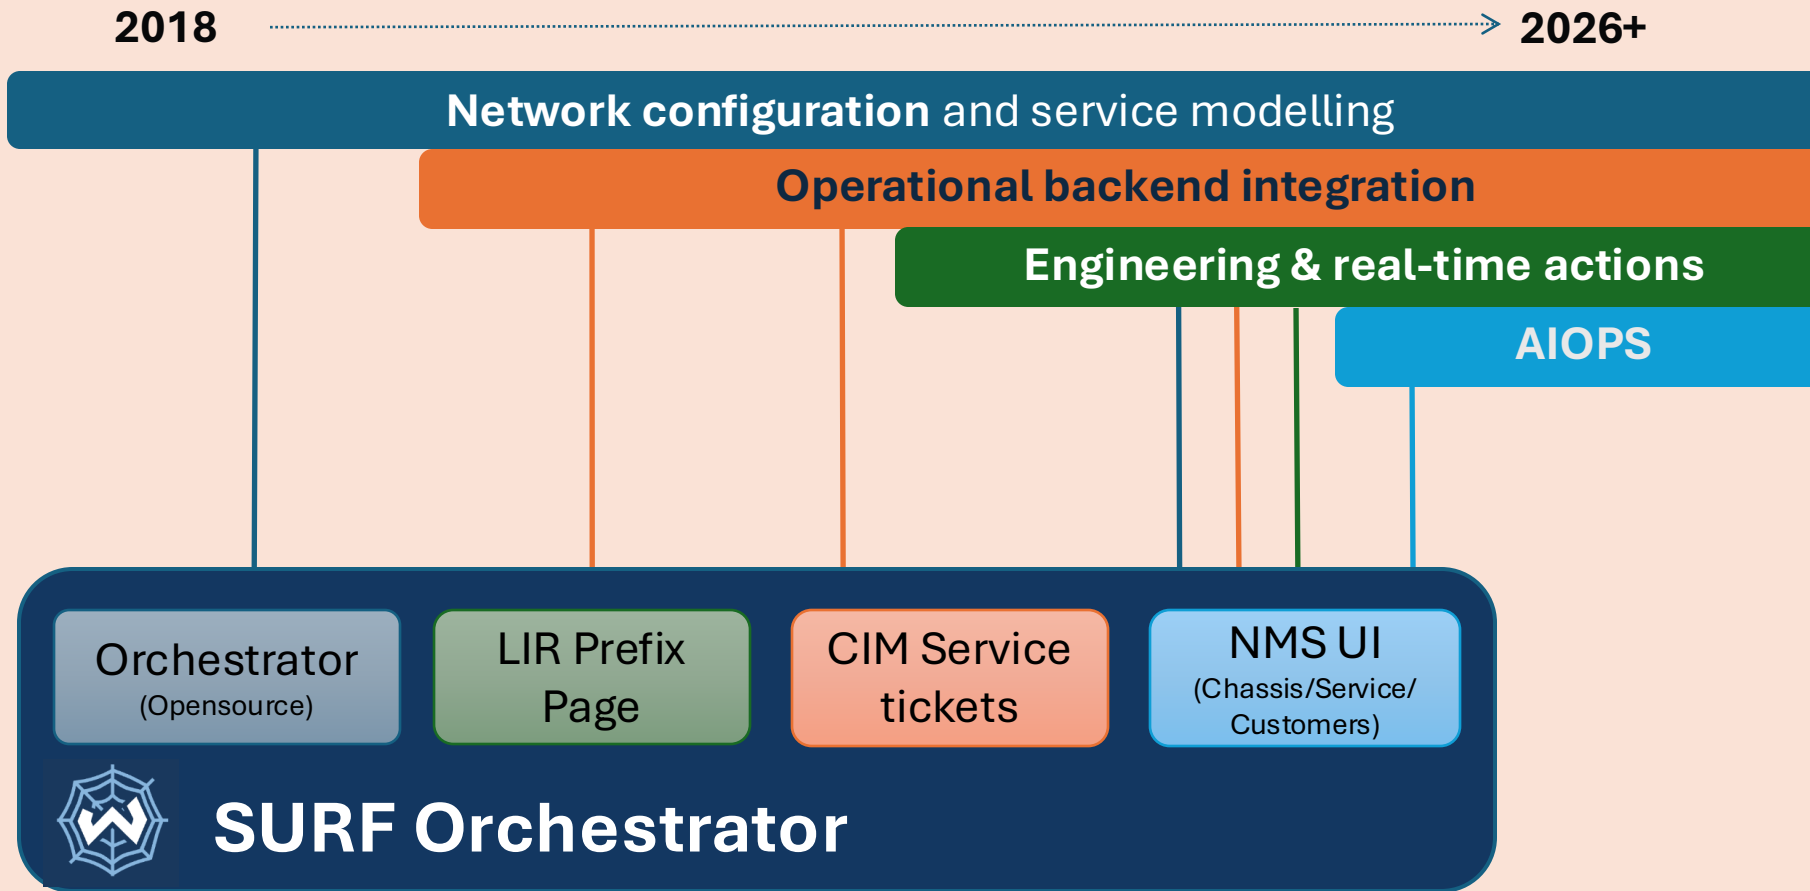 2018
2026+
Network configuration and service modelling
Operational backend integration
Engineering & real-time actions
AIOPS
Orchestrator
(Opensource)
LIR Prefix
Page
CIM Service
tickets
NMS UI
(Chassis/Service/
Customers)
SURF Orchestrator